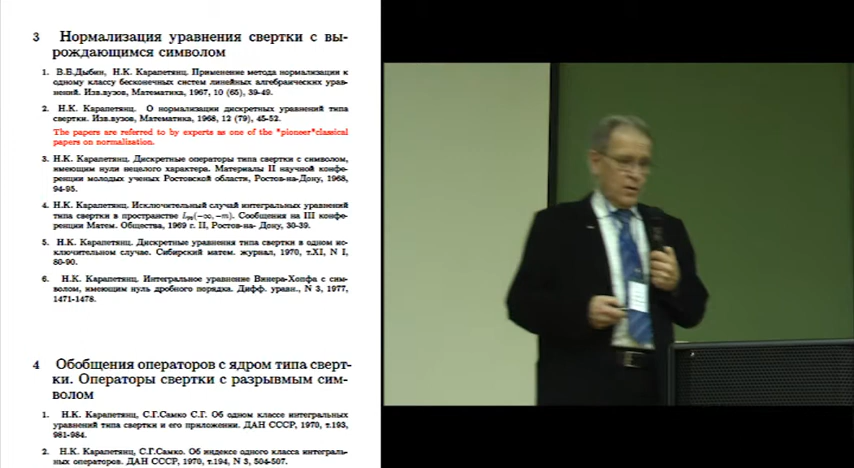 3 Нормализация уравнения свертки с вы-
рождающимся символом
1. В.Б.Дыбин, Н.К. Карапетянц. Применение метода нормализация к
одному классу бесконечных систем линейных алгебраических урав-
нений. Изв.вузов, Математика, 1967, 10 (65), 39-49.
2. Н.К. Карапетянц. О нормализации дискретных уравнений типа
свертки. Изв.вузов, Математика, 1968, 12 (79), 45-52.
The papers are referred to by experts as one of the "pioneer"classical
papers on normalization.
3. Н.К. Карапетянц. Дискретные операторы типа свертки с символом,
имеющим нули нецелого характера. Материалы II научной конфе-
ренции молодых ученых Ростовской области, Ростов-на-Дону, 1968,
94-95.
4. Н.К. Карапетянц. Исключительный случай интегральных уравнений
типа свертки в пространстве (-∞, -m). Сообщения на III конфе-
ренции Матем. Общества, 1969 г. II, Ростов-на- Дону, 30-39.
5. Н.К. Карапетянц. Дискретные уравнения типа свертки в одном ис-
ключительном случае. Сибирский матем. журнал, 1970, т.XI, N I,
80-90.
6. Н.К. Карапетянц. Интегральное уравнение Винера-Хопфа с сим-
волом, имеющим нуль дробного порядка. Дифф. уравн., N 3, 1977,
1471-1478.
4 Обобщения операторов с ядром типа сверт-
ки. Операторы свертки с разрывмым сим-
волом
1. Н.К. Карапетянц, С.Г.Самко С.Г. Об одном классе интегральных
уравнений типа свертки и его приложении. ДАН СССР, 1970, т.193,
981-984.
2. Н.К. Карапетянц, С.Г.Самко. Об индексе одного класса интеграль-
ных операторов. ДАН СССР, 1970, т.194, N 3, 504-507.